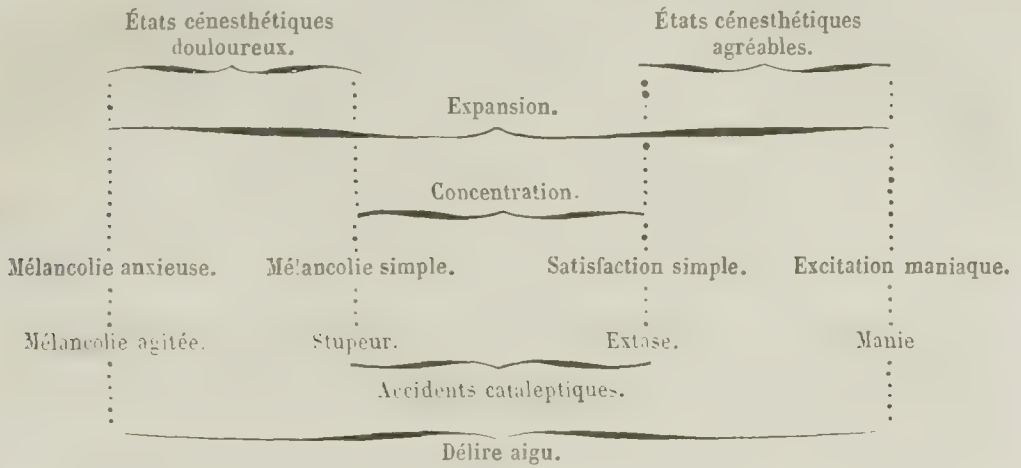 États cénesthétiques
douloureux.
États cénesthétiques
agréables.
Expansion.
Concentration.
Mélancolie anxieuse. Mélancolie simple. Satisfaction simple. Excitation maniaque.
Mélancolie agitée. Stupeur. Extase. Manie
Accidents cataleptiques.
Délire aigu.